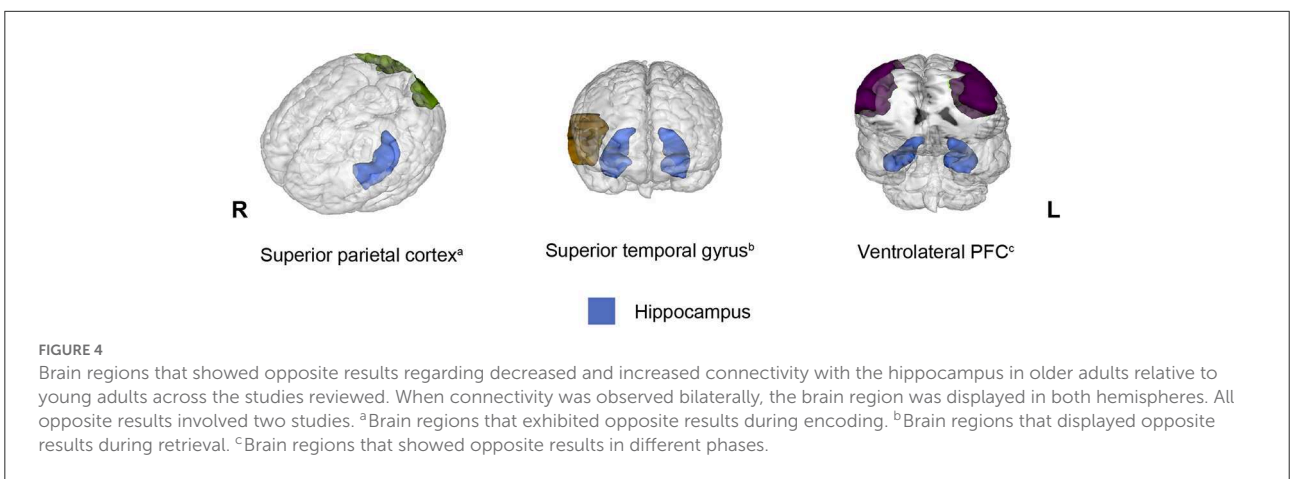 R
L
Superior parietal cortexᵃ
Superior temporal gyrusᵇ
Ventrolateral PFCᶜ
Hippocampus
FIGURE 4
Brain regions that showed opposite results regarding decreased and increased connectivity with the hippocampus in older adults relative to
young adults across the studies reviewed. When connectivity was observed bilaterally, the brain region was displayed in both hemispheres. All
opposite results involved two studies. ᵃBrain regions that exhibited opposite results during encoding. ᵇBrain regions that displayed opposite
results during retrieval. ᶜBrain regions that showed opposite results in different phases.